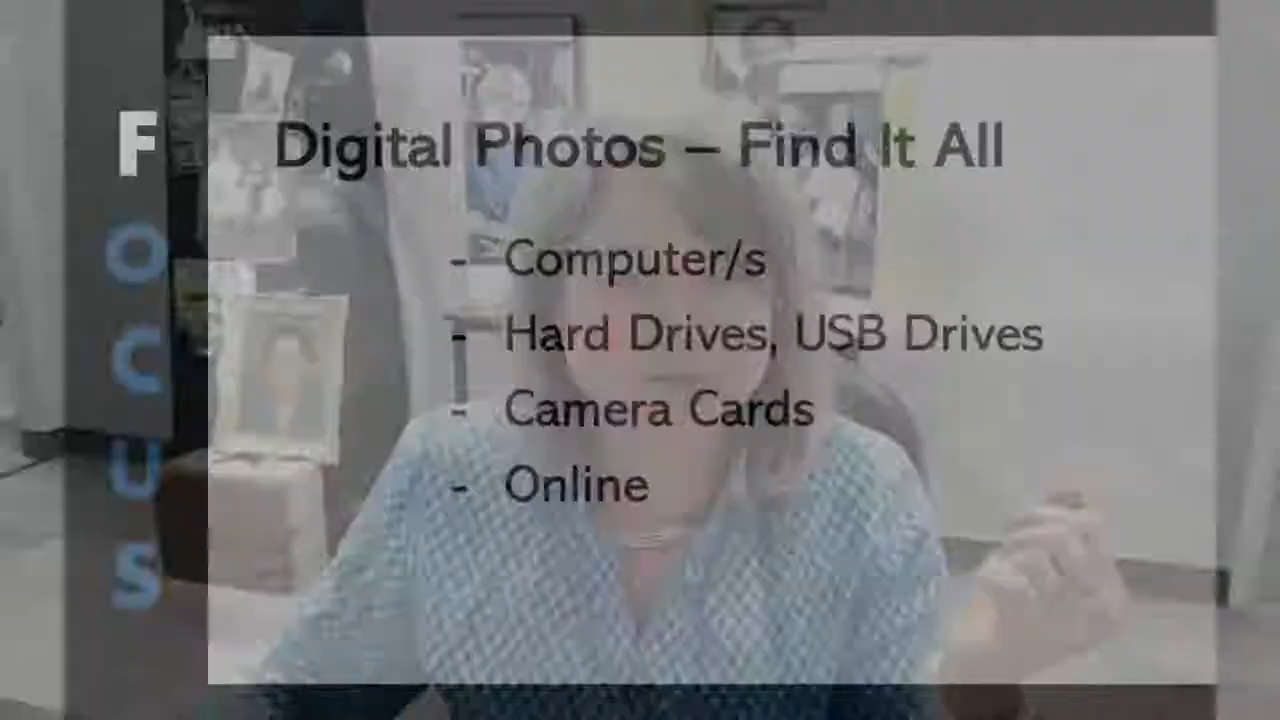 F
O
C
U
S
Digital Photos – Find It All
- Computer/s
- Hard Drives, USB Drives
- Camera Cards
- Online